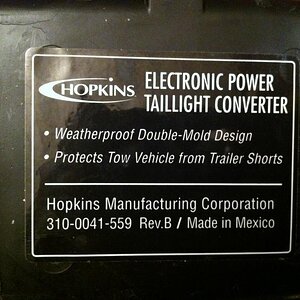 HOPKINS
ELECTRONIC POWER
TAILLIGHT CONVERTER
• Weatherproof Double-Mold Design
• Protects Tow Vehicle from Trailer Shorts
Hopkins Manufacturing Corporation
310-0041-559 Rev.B / Made in Mexico